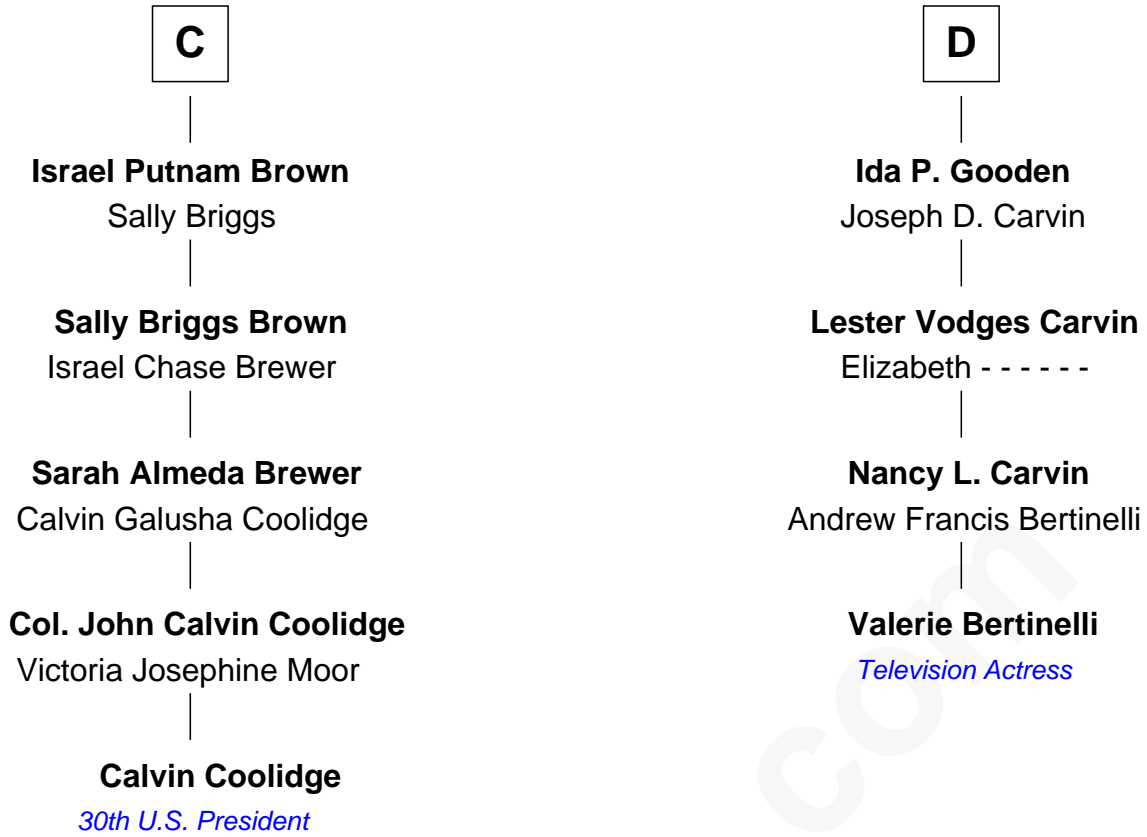 C
Israel Putnam Brown
Sally Briggs
Sally Briggs Brown
Israel Chase Brewer
Sarah Almeda Brewer
Calvin Galusha Coolidge
Col. John Calvin Coolidge
Victoria Josephine Moor
Calvin Coolidge
30th U.S. President
D
Ida P. Gooden
Joseph D. Carvin
Lester Vodges Carvin
Elizabeth - - - - - -
Nancy L. Carvin
Andrew Francis Bertinelli
Valerie Bertinelli
Television Actress
com